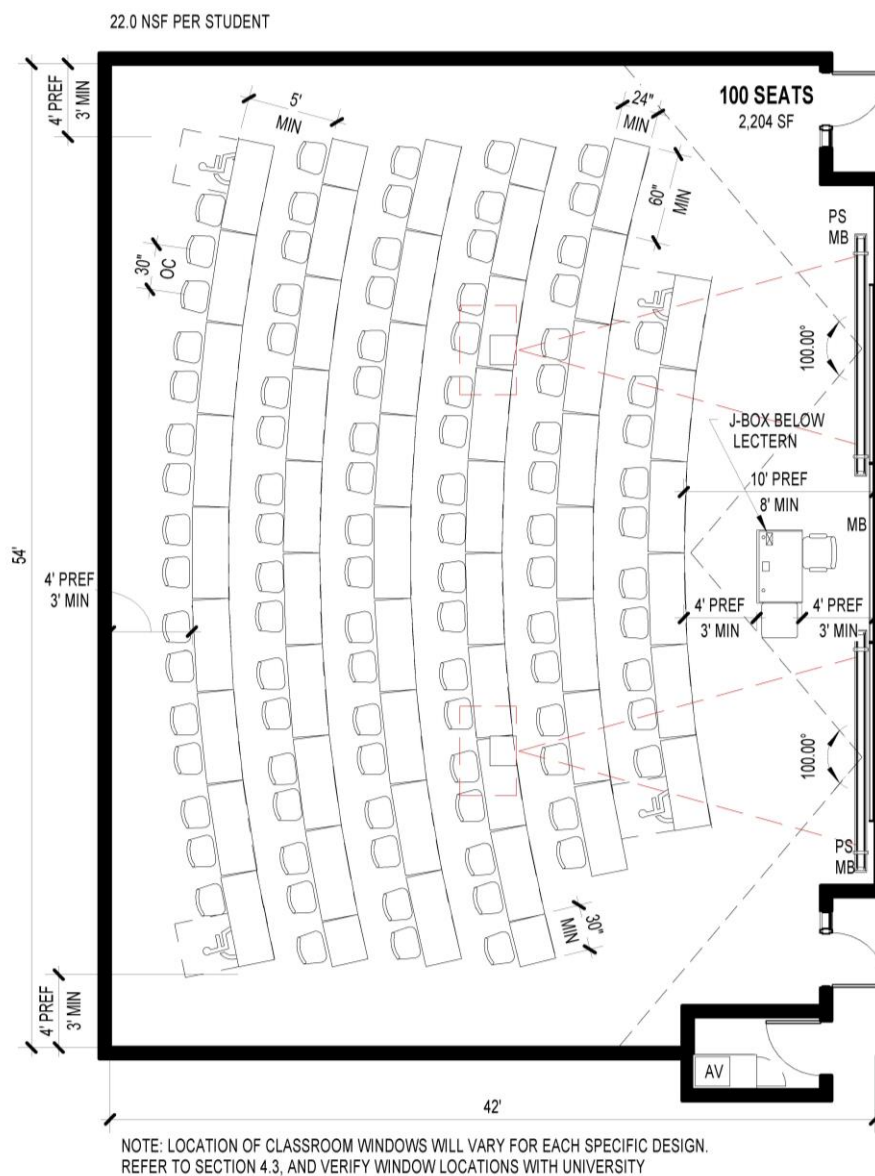 22.0 NSF PER STUDENT
4' PREF
3' MIN
5'
MIN
24"
MIN
100 SEATS
2,204 SF
60"
MIN
PS
MB
30"
OC
100.00°
J-BOX BELOW
LECTERN
10' PREF
8' MIN
MB
54'
4' PREF
3' MIN
4' PREF
3' MIN
4' PREF
3' MIN
100.00°
PS
MB
30"
MIN
4' PREF
3' MIN
AV
42'
NOTE: LOCATION OF CLASSROOM WINDOWS WILL VARY FOR EACH SPECIFIC DESIGN.
REFER TO SECTION 4.3, AND VERIFY WINDOW LOCATIONS WITH UNIVERSITY